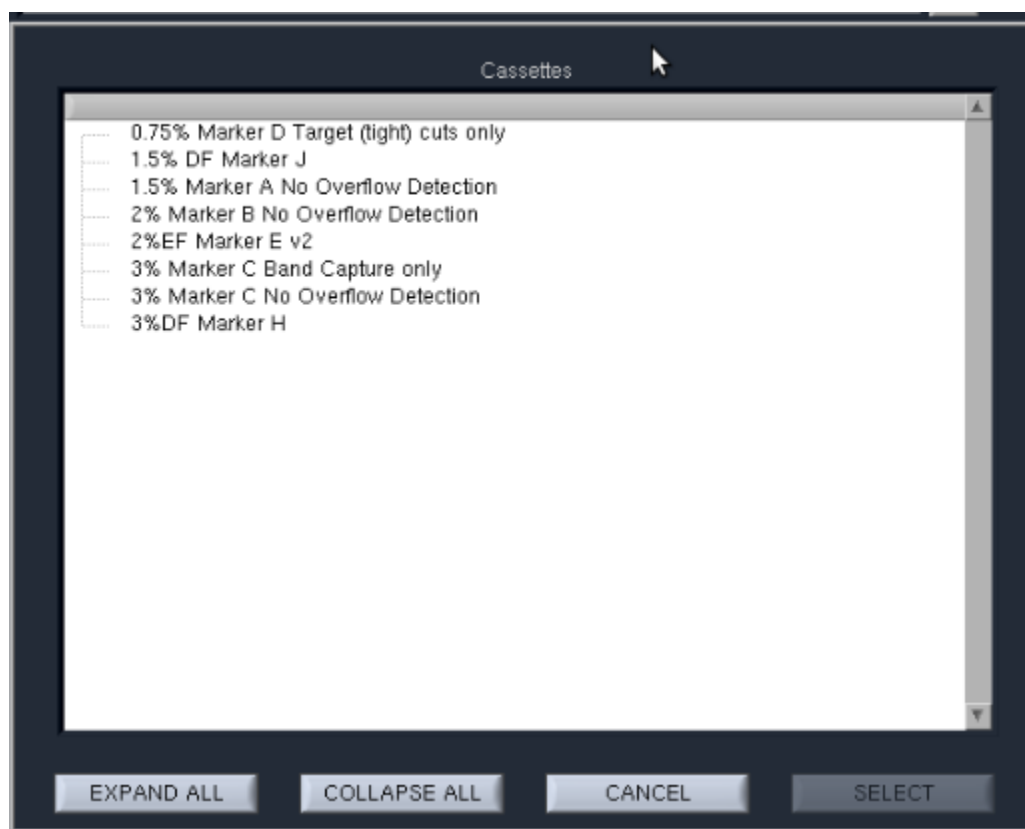 Cassettes
0.75% Marker D Target (tight) cuts only
1.5% DF Marker J
1.5% Marker A No Overflow Detection
2% Marker B No Overflow Detection
2%EF Marker E v2
3% Marker C Band Capture only
3% Marker C No Overflow Detection
3%DF Marker H
EXPAND ALL COLLAPSE ALL CANCEL SELECT